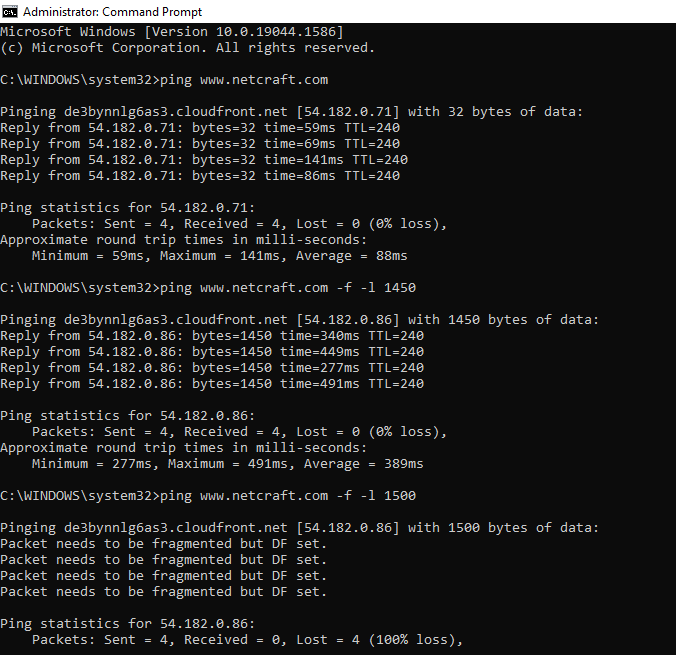 Administrator: Command Prompt
Microsoft Windows [Version 10.0.19044.1586]
(c) Microsoft Corporation. All rights reserved.
C:\WINDOWS\system32>ping www.netcraft.com
Pinging de3bynnlg6as3.cloudfront.net [54.182.0.71] with 32 bytes of data:
Reply from 54.182.0.71: bytes=32 time=59ms TTL=240
Reply from 54.182.0.71: bytes=32 time=69ms TTL=240
Reply from 54.182.0.71: bytes=32 time=141ms TTL=240
Reply from 54.182.0.71: bytes=32 time=86ms TTL=240
Ping statistics for 54.182.0.71:
    Packets: Sent = 4, Received = 4, Lost = 0 (0% loss),
Approximate round trip times in milli-seconds:
    Minimum = 59ms, Maximum = 141ms, Average = 88ms
C:\WINDOWS\system32>ping www.netcraft.com -f -l 1450
Pinging de3bynnlg6as3.cloudfront.net [54.182.0.86] with 1450 bytes of data:
Reply from 54.182.0.86: bytes=1450 time=340ms TTL=240
Reply from 54.182.0.86: bytes=1450 time=449ms TTL=240
Reply from 54.182.0.86: bytes=1450 time=277ms TTL=240
Reply from 54.182.0.86: bytes=1450 time=491ms TTL=240
Ping statistics for 54.182.0.86:
    Packets: Sent = 4, Received = 4, Lost = 0 (0% loss),
Approximate round trip times in milli-seconds:
    Minimum = 277ms, Maximum = 491ms, Average = 389ms
C:\WINDOWS\system32>ping www.netcraft.com -f -l 1500
Pinging de3bynnlg6as3.cloudfront.net [54.182.0.86] with 1500 bytes of data:
Packet needs to be fragmented but DF set.
Packet needs to be fragmented but DF set.
Packet needs to be fragmented but DF set.
Packet needs to be fragmented but DF set.
Ping statistics for 54.182.0.86:
    Packets: Sent = 4, Received = 0, Lost = 4 (100% loss),